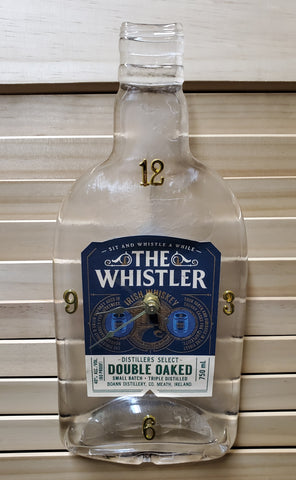 12
SIT AND WHISTLE A WHILE
THE
WHISTLER
IRISH WHISKEY
9
3
DISTILLERS SELECT
DOUBLE OAKED
SMALL BATCH • TRIPLE DISTILLED
BOANN DISTILLERY, CO. MEATH, IRELAND.
750 mL
6